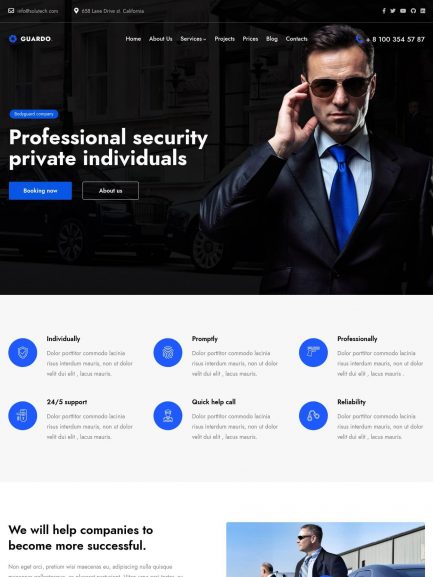 info@solutech.com 658 Lane Drive st. California
GUARDO. Home About Us Services Projects Prices Blog Contacts + 8 100 354 57 87
Bodyguard company
Professional security
private individuals
Booking now About us
Individually
Dolor porttitor commodo lacinia
risus interdum mauris, non ut dolor
velit dui elit , lacus mauris.
Promptly
Dolor porttitor commodo lacinia
risus interdum mauris, non ut dolor
velit dui elit , lacus mauris.
Professionally
Dolor porttitor commodo lacinia
risus interdum mauris, non ut dolor
velit dui elit , lacus mauris .
24/5 support
Dolor porttitor commodo lacinia
risus interdum mauris, non ut dolor
velit dui elit , lacus mauris.
Quick help call
Dolor porttitor commodo lacinia
risus interdum mauris, non ut dolor
velit dui elit , lacus mauris.
Reliability
Dolor porttitor commodo lacinia
risus interdum mauris, non ut dolor
velit dui elit , lacus mauris.
We will help companies to
become more successful.
Non eget orci, pretium wisi maecenas eu, adipiscing nulla quisque